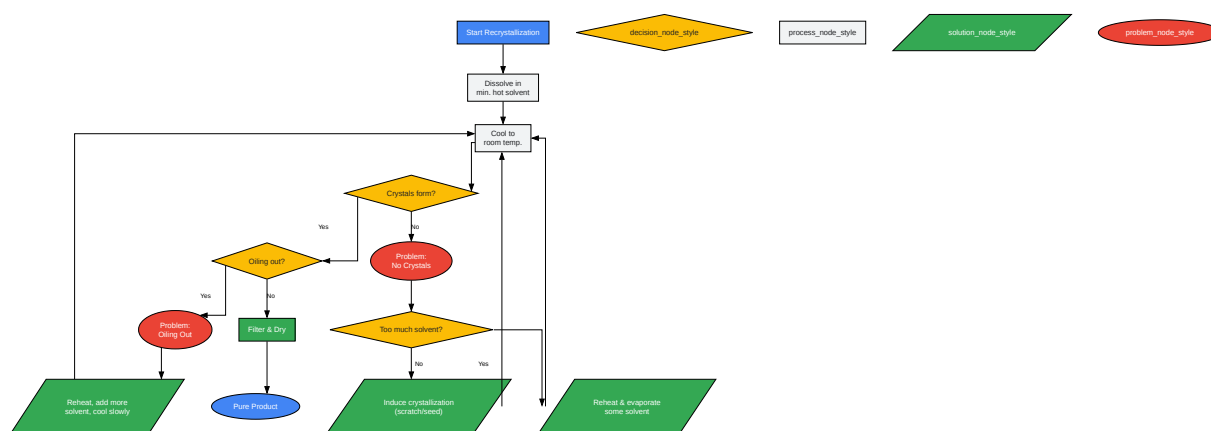 Start Recrystallization
decision_node_style
process_node_style
solution_node_style
problem_node_style
Dissolve in
min. hot solvent
Cool to
room temp.
Crystals form?
Yes
No
Oiling out?
Problem:
No Crystals
Yes
No
Problem:
Oiling Out
Filter & Dry
Too much solvent?
No
Yes
Reheat, add more
solvent, cool slowly
Pure Product
Induce crystallization
(scratch/seed)
Reheat & evaporate
some solvent